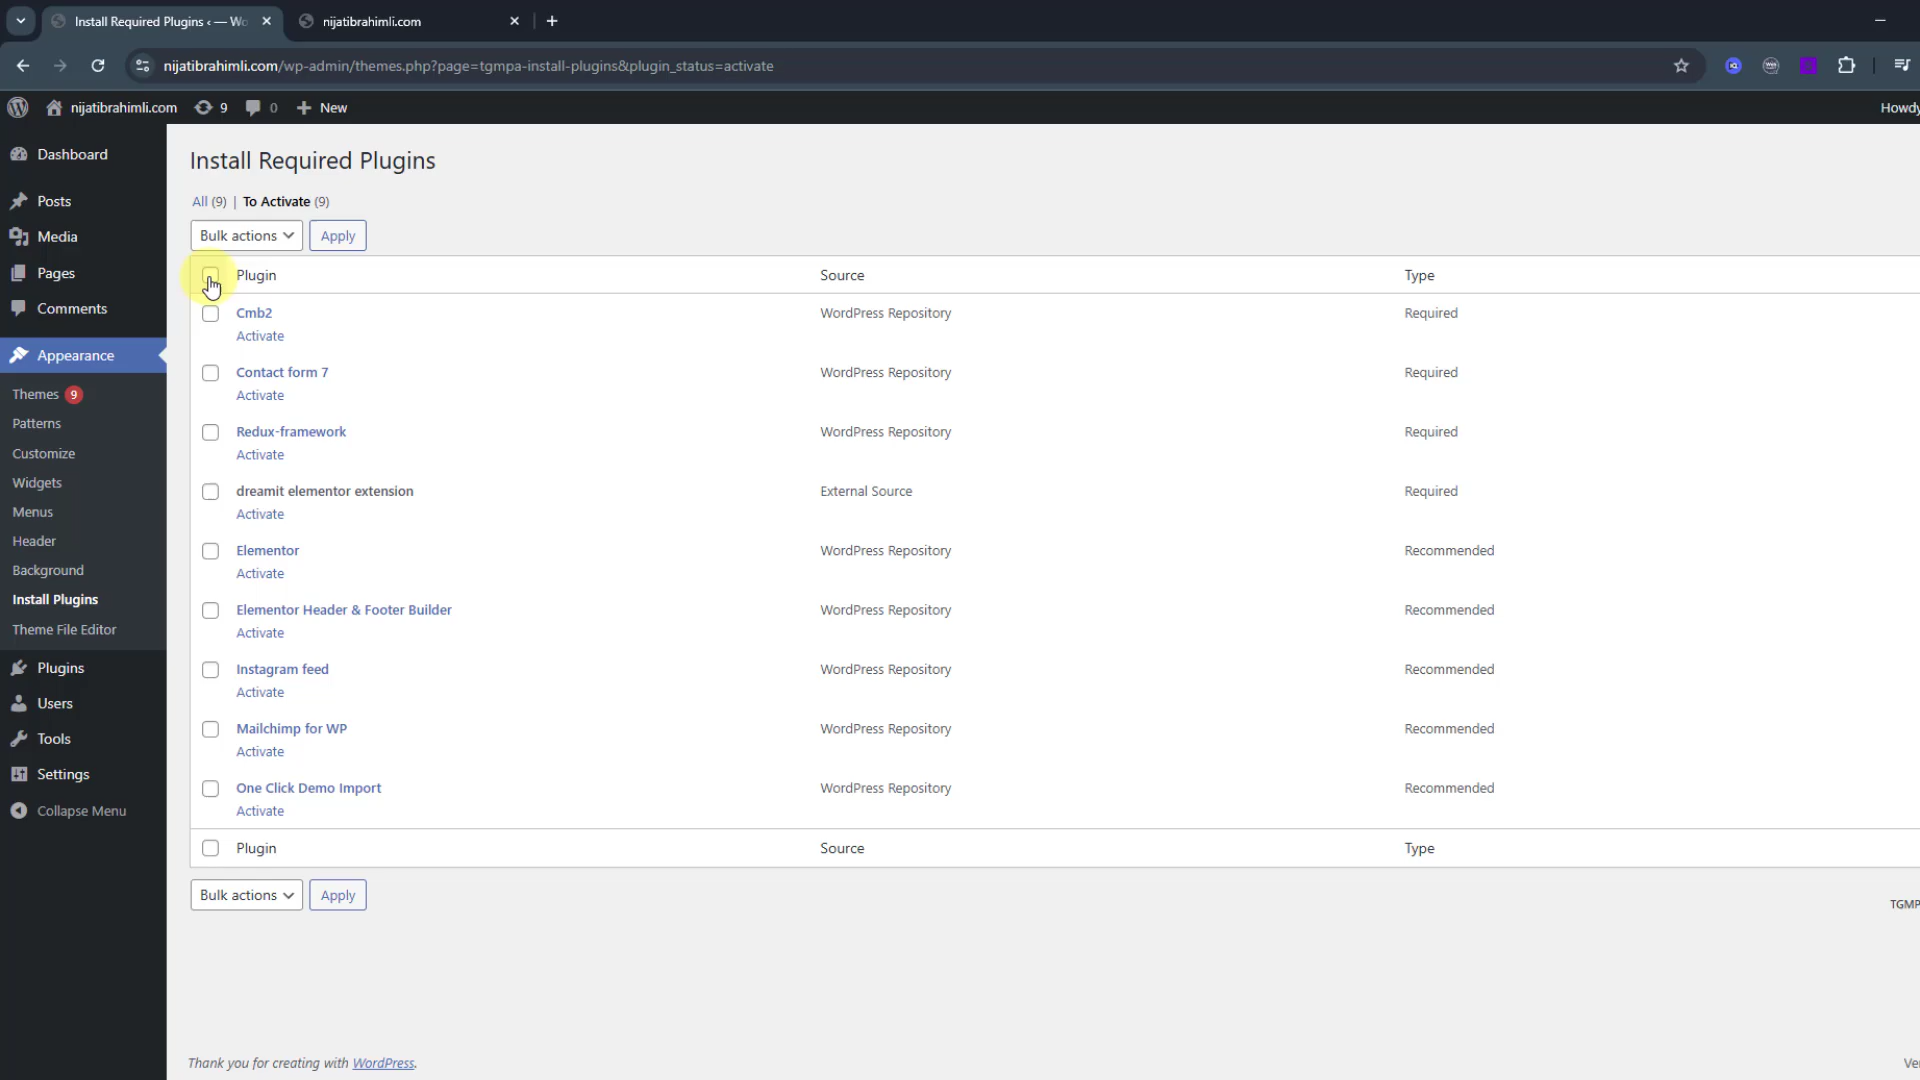 Install Required Plugins ‹ — Wo
nijatibrahimli.com
nijatibrahimli.com/wp-admin/themes.php?page=tgmpa-install-plugins&plugin_status=activate
nijatibrahimli.com 9 0 New Howdy
Dashboard
Posts
Media
Pages
Comments
Appearance
Themes 9
Patterns
Customize
Widgets
Menus
Header
Background
Install Plugins
Theme File Editor
Plugins
Users
Tools
Settings
Collapse Menu
Install Required Plugins
All (9) | To Activate (9)
Bulk actions Apply
Plugin Source Type
Cmb2 WordPress Repository Required
Activate
Contact form 7 WordPress Repository Required
Activate
Redux-framework WordPress Repository Required
Activate
dreamit elementor extension External Source Required
Activate
Elementor WordPress Repository Recommended
Activate
Elementor Header & Footer Builder WordPress Repository Recommended
Activate
Instagram feed WordPress Repository Recommended
Activate
Mailchimp for WP WordPress Repository Recommended
Activate
One Click Demo Import WordPress Repository Recommended
Activate
Plugin Source Type
Bulk actions Apply
TGMP
Thank you for creating with WordPress.
Ver